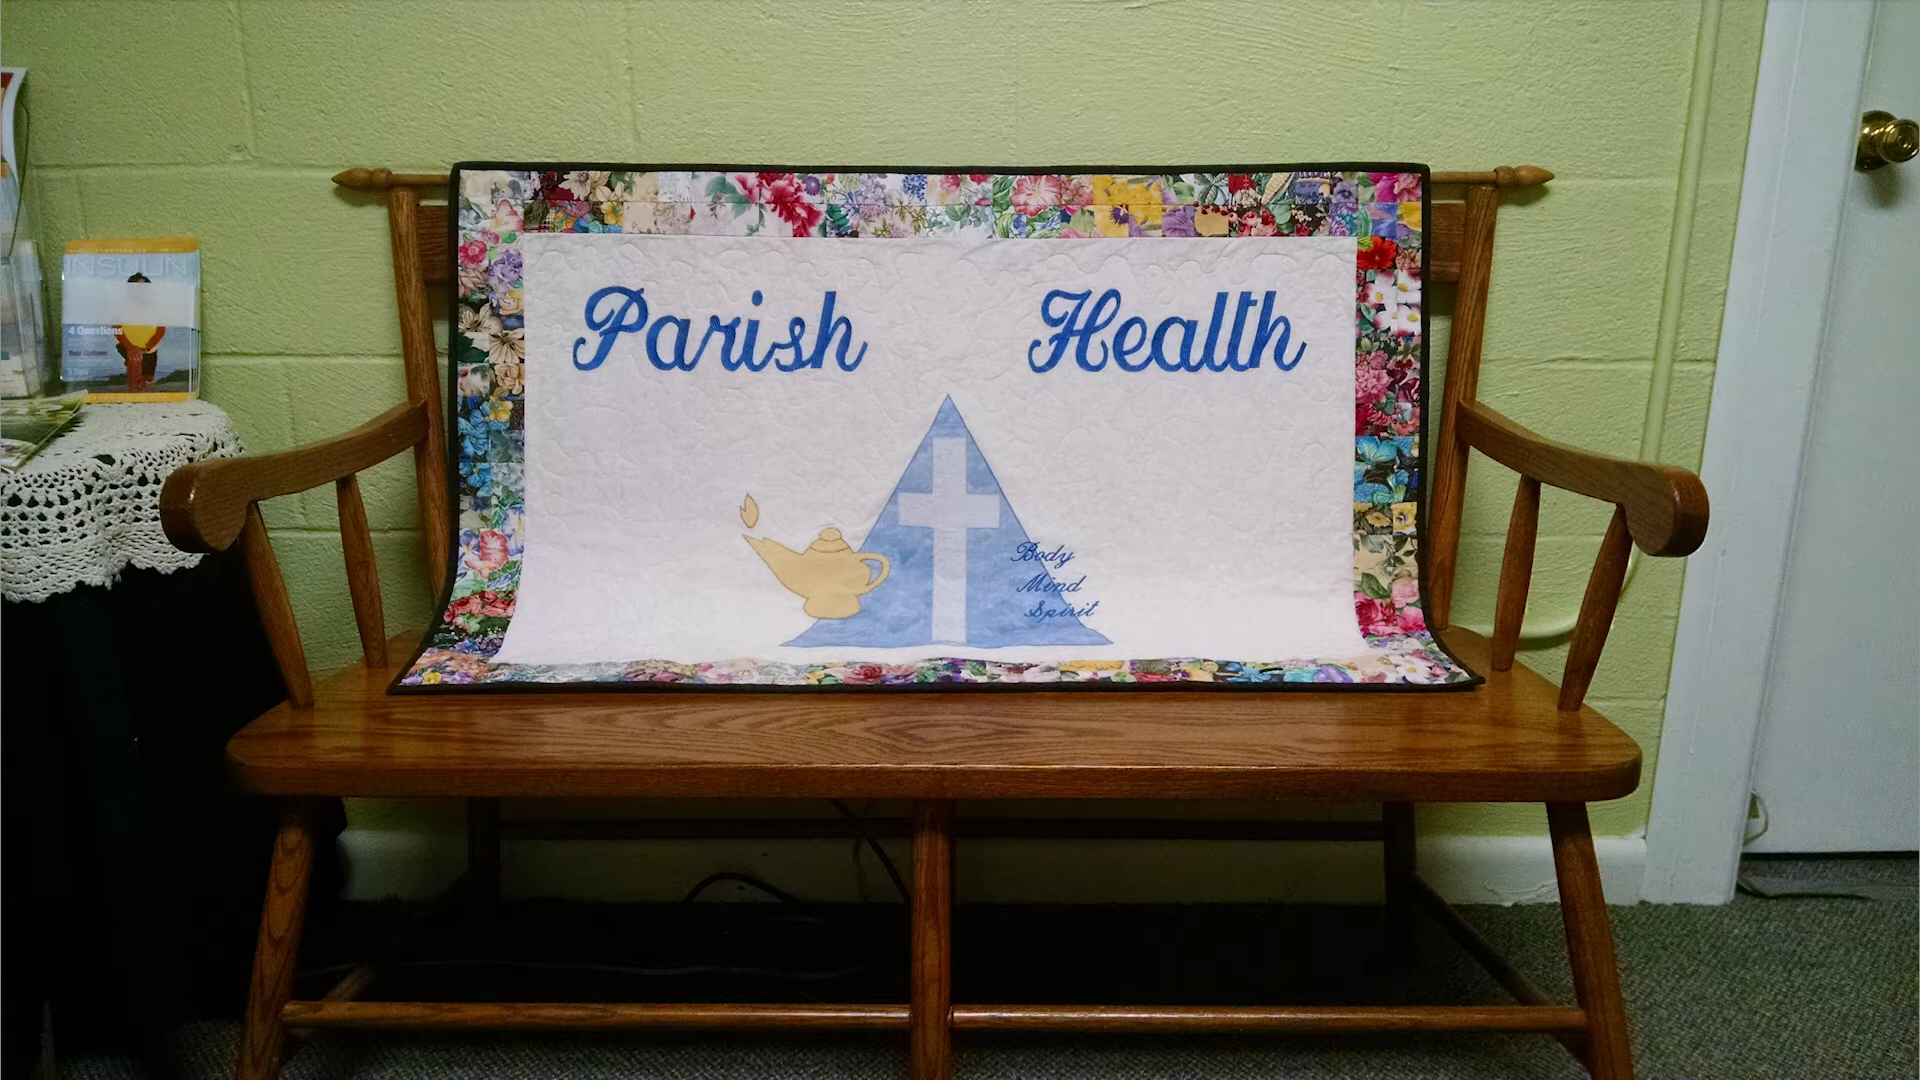 Parish Health
Body
Mind
Spirit
INSULIN
4 Questions